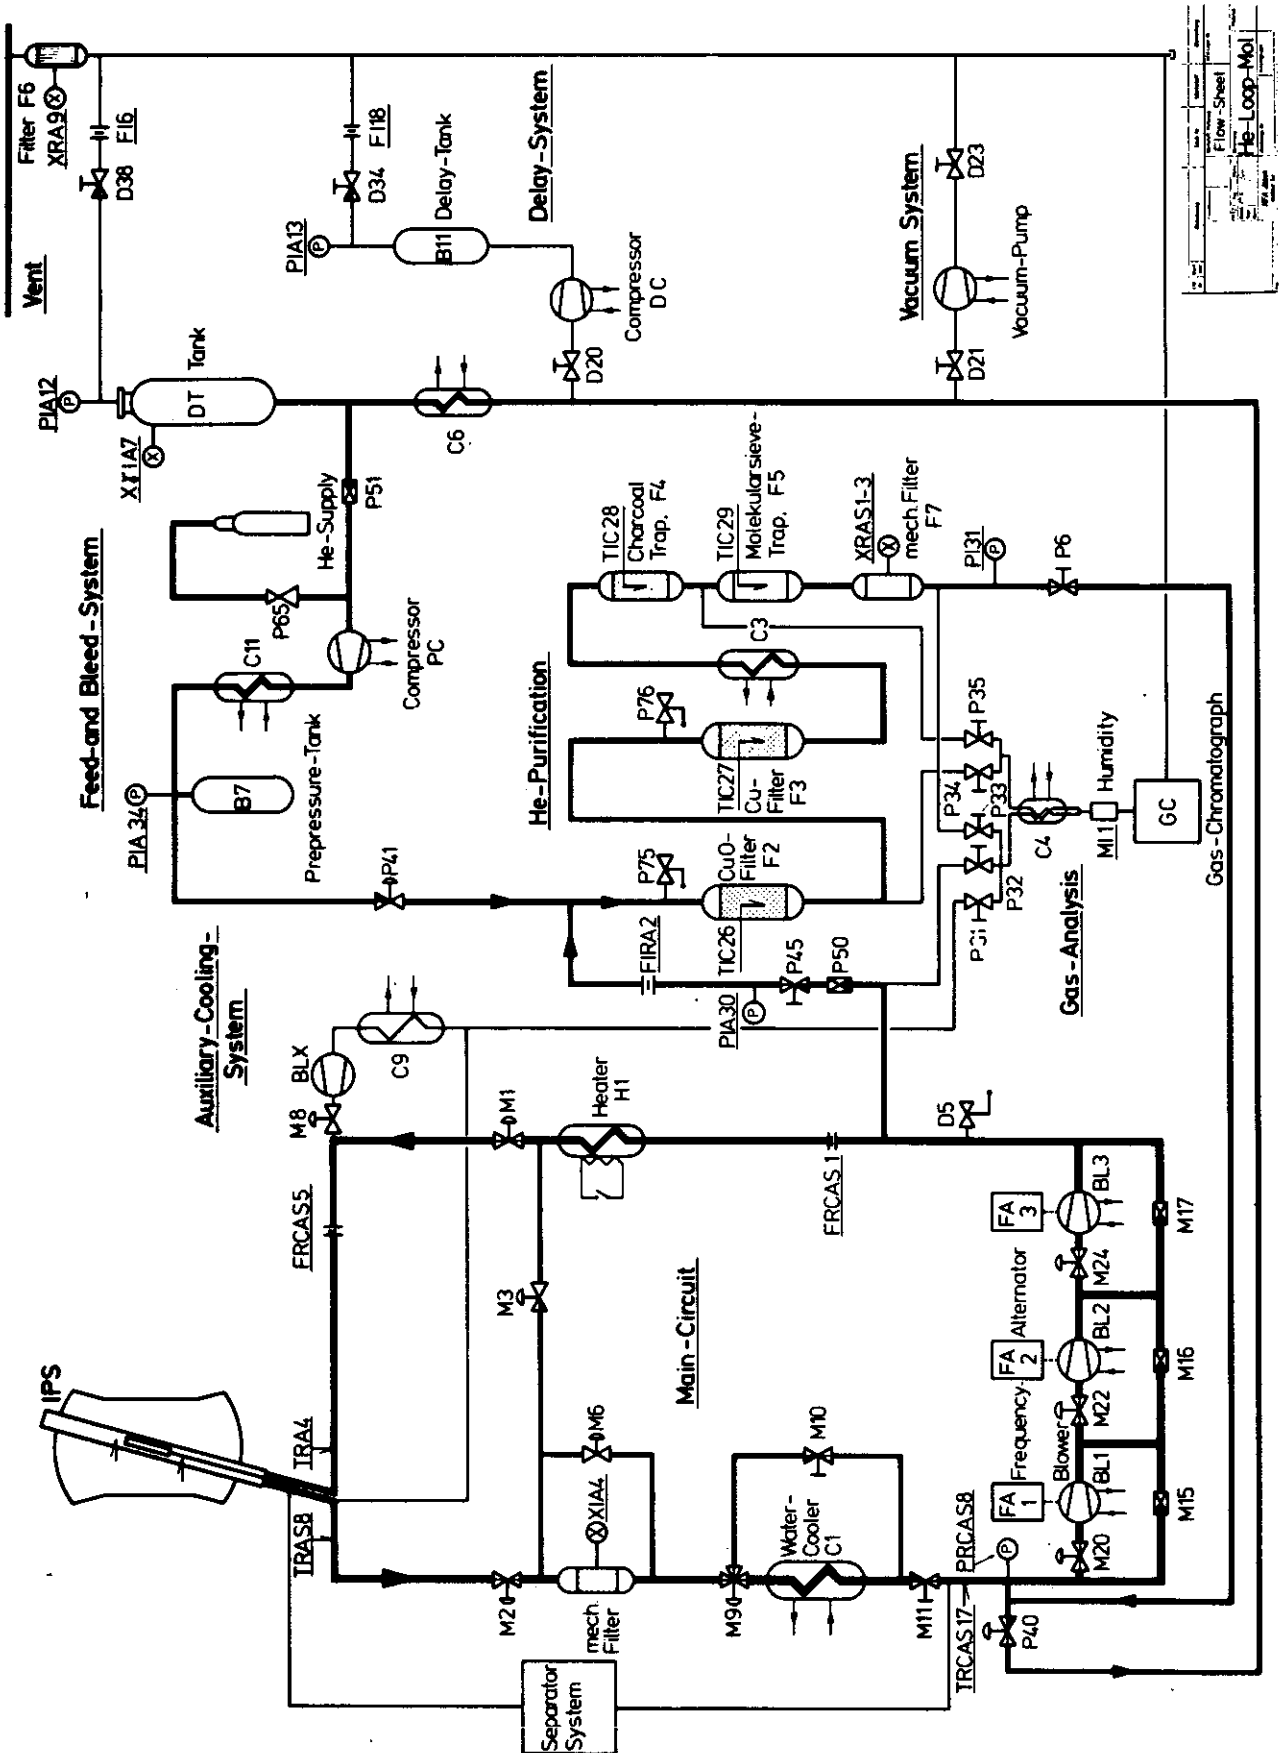 Vent
Filter F6
XRA9
X
FI6
D38
PIA12
P
XγIA7
X
DT
Tank
PIA13
P
FI18
D34
B11
Delay-Tank
Delay-System
D20
Compressor
DC
C6
Vacuum System
D21
D23
Vacuum-Pump
Feed-and Bleed-System
PIA 34
P
B7
Prepressure-Tank
C11
P65
He-Supply
P51
Compressor
PC
P41
He-Purification
P75
CuO-
Filter
F2
TIC26
P76
TIC27
Cu-
Filter
F3
C3
TIC28
Charcoal
Trap. F4
TIC29
Molekularsieve-
Trap. F5
XRAS1-3
X
mech.Filter
F7
PI31
P
P6
FIRA2
PIA30
P
P45
P50
P31
P32
P33
P34
P35
C4
Humidity
MI1
GC
Gas-Chromatograph
Gas-Analysis
Auxiliary-Cooling-
System
BLX
M8
C9
IPS
TRA4
TRAS8
FRCAS5
M1
Heater
H1
M3
M2
M6
XIA4
X
mech.
Filter
Main-Circuit
M9
M10
Water-
Cooler
C1
M11
Separator
System
TRCAS17
PRCAS8
P
P40
FRCAS1
D5
FA
1
FA
2
FA
3
Frequency-
Alternator
Blower
BL1
BL2
BL3
M20
M22
M24
M15
M16
M17
Flow-Sheet
He-Loop-Mol